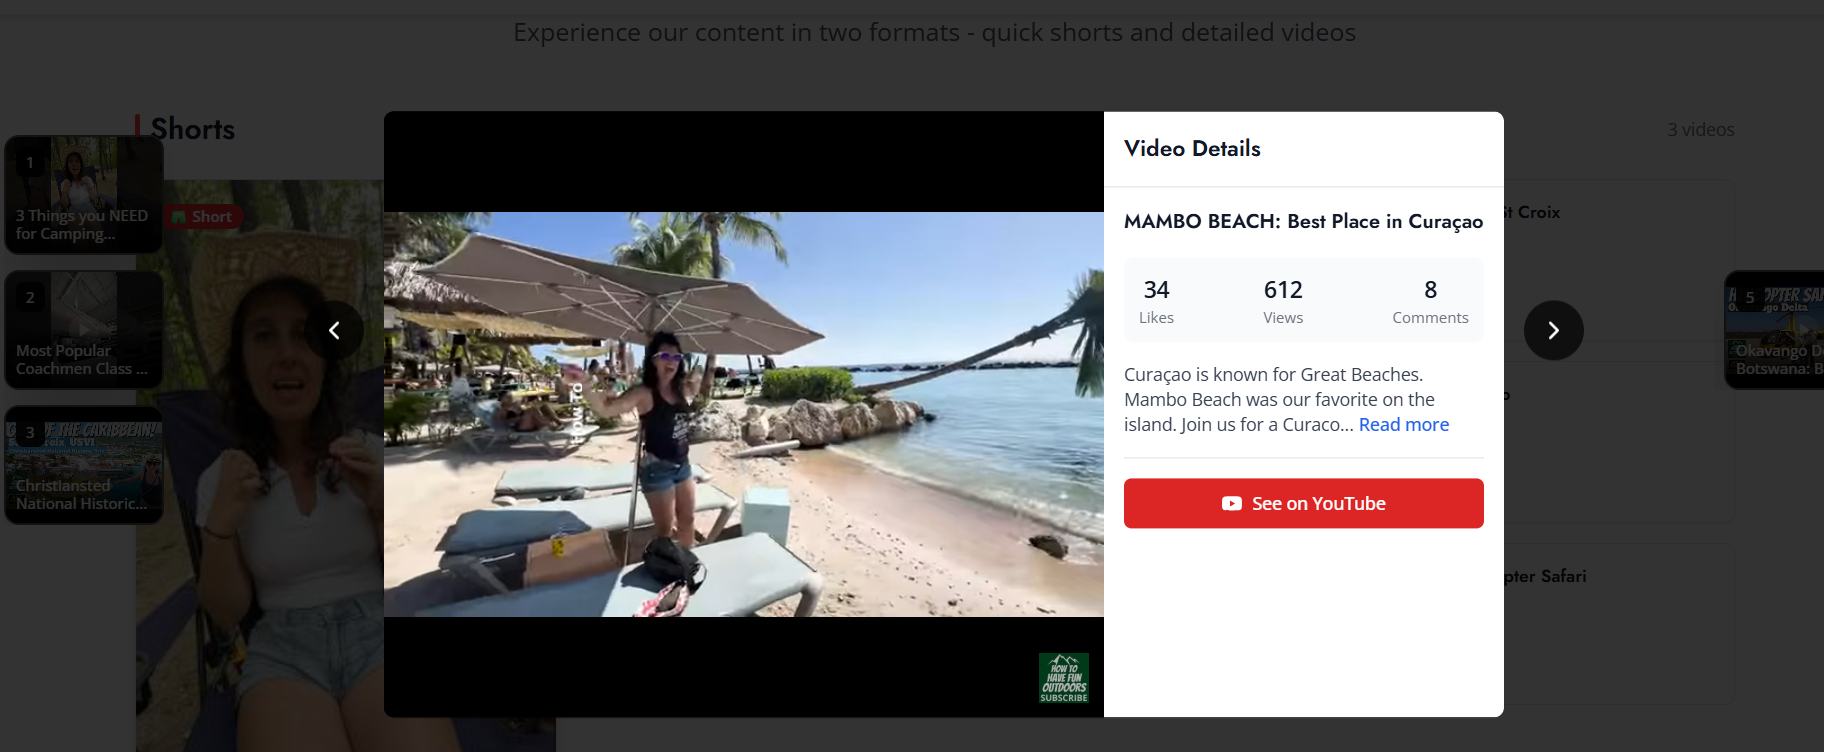 Experience our content in two formats - quick shorts and detailed videos
Shorts
3 videos
1
3 Things you NEED
for Camping...
Short
2
Most Popular
Coachmen Class ...
3
Christiansted
National Historic...
HOW TO
HOW TO
HAVE FUN
OUTDOORS
SUBSCRIBE
Video Details
MAMBO BEACH: Best Place in Curaçao
34
Likes
612
Views
8
Comments
Curaçao is known for Great Beaches.
Mambo Beach was our favorite on the
island. Join us for a Curaco... Read more
See on YouTube
St Croix
5
Okavango D
Botswana: B
pter Safari